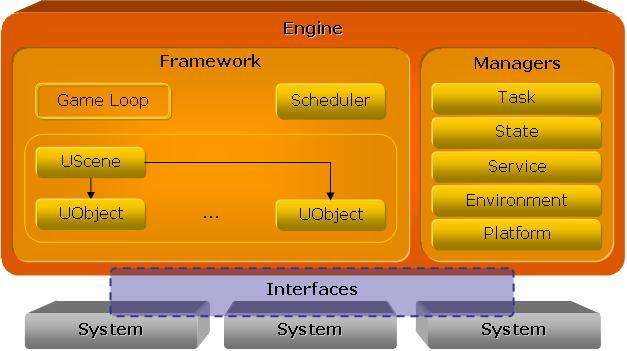 Engine
Framework
Managers
Game Loop
Scheduler
UScene
UObject
...
UObject
Task
State
Service
Environment
Platform
Interfaces
System
System
System